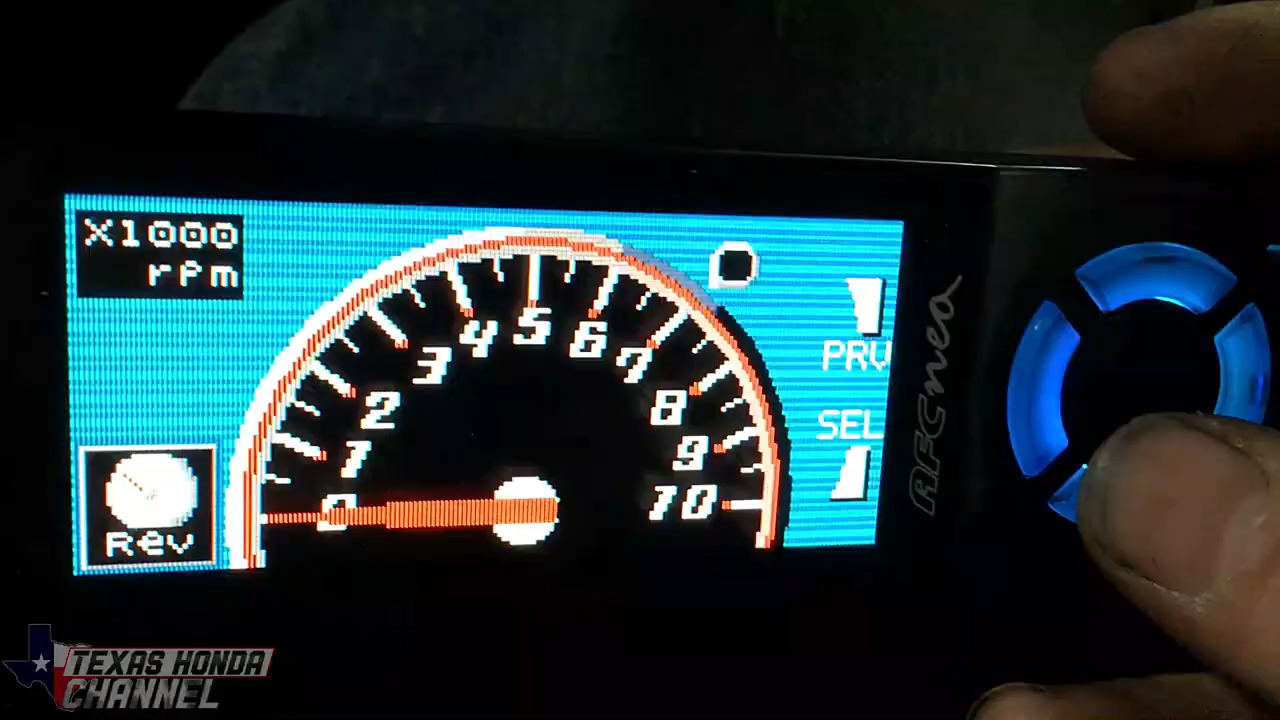 X1000
rpm
0
1
2
3
4
5
6
7
8
9
10
PRV
SEL
Rev
AFCneo
TEXAS HONDA
CHANNEL